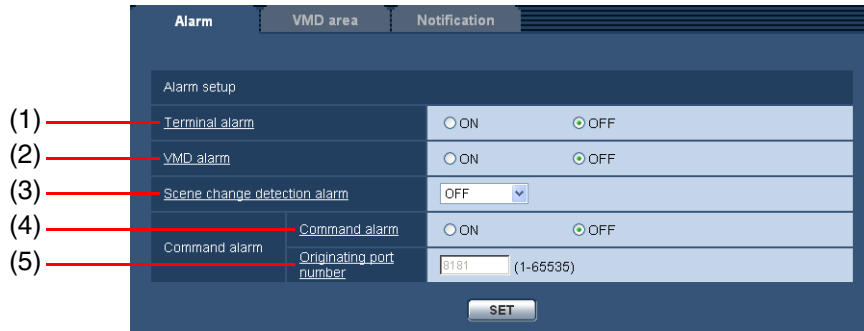 Alarm VMD area Notification
Alarm setup
(1) Terminal alarm ON OFF
(2) VMD alarm ON OFF
(3) Scene change detection alarm OFF
(4) Command alarm ON OFF
Command alarm
(5) Originating port number 8181 (1-65535)
SET